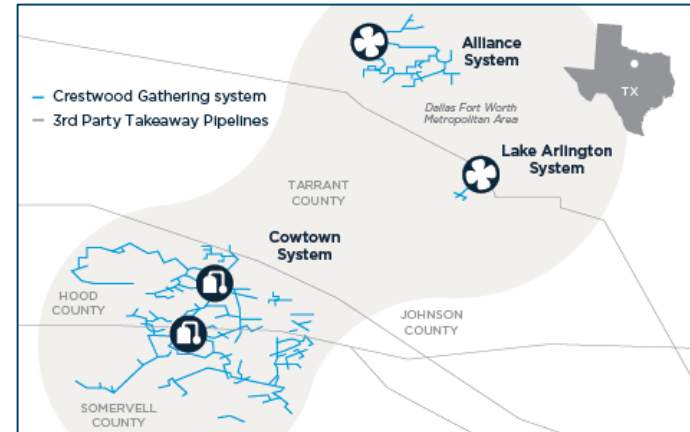 Alliance
System
Crestwood Gathering system
3rd Party Takeaway Pipelines
TX
Dallas Fort Worth
Metropolitan Area
Lake Arlington
System
TARRANT
COUNTY
Cowtown
System
HOOD
COUNTY
JOHNSON
COUNTY
SOMERVELL
COUNTY